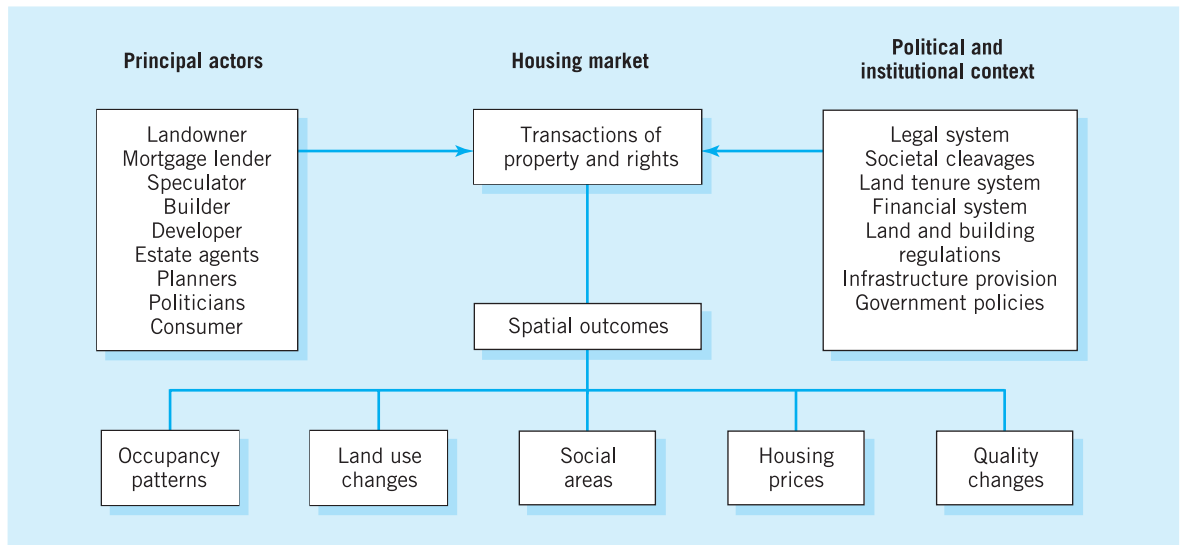 Principal actors
Housing market
Political and
institutional context
Landowner
Mortgage lender
Speculator
Builder
Developer
Estate agents
Planners
Politicians
Consumer
Transactions of
property and rights
Legal system
Societal cleavages
Land tenure system
Financial system
Land and building
regulations
Infrastructure provision
Government policies
Spatial outcomes
Occupancy
patterns
Land use
changes
Social
areas
Housing
prices
Quality
changes